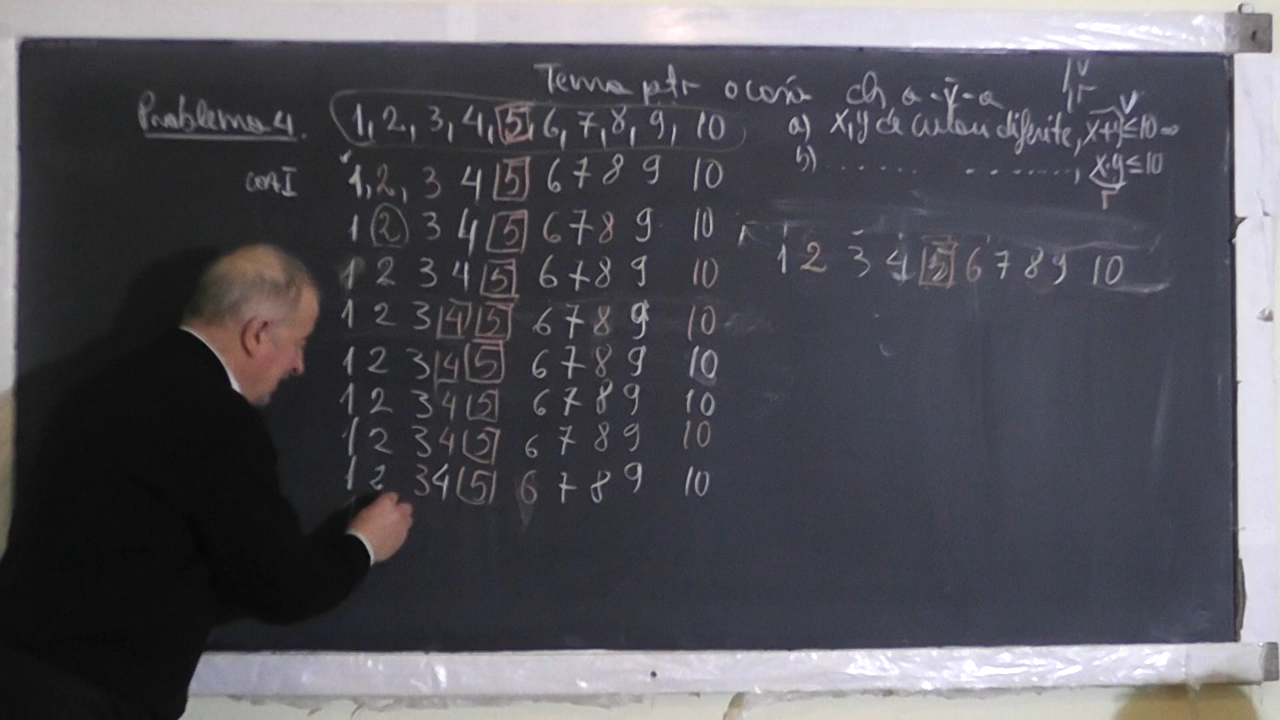 Tema ptr acasă
Problema 4. 1, 2, 3, 4, 5, 6, 7, 8, 9, 10
a) x, y de culori diferite, x+y≤10
cazI 1, 2, 3 4 5 6 7 8 9 10
b) ..... ......, x·y≤10
1 2 3 4 5 6 7 8 9 10
1 2 3 4 5 6 7 8 9 10
1 2 3 4 5 6 7 8 9 10
1 2 3 4 5 6 7 8 9 10
1 2 3 4 5 6 7 8 9 10
1 2 3 4 5 6 7 8 9 10
1 2 3 4 5 6 7 8 9 10
1 2 3 4 5 6 7 8 9 10